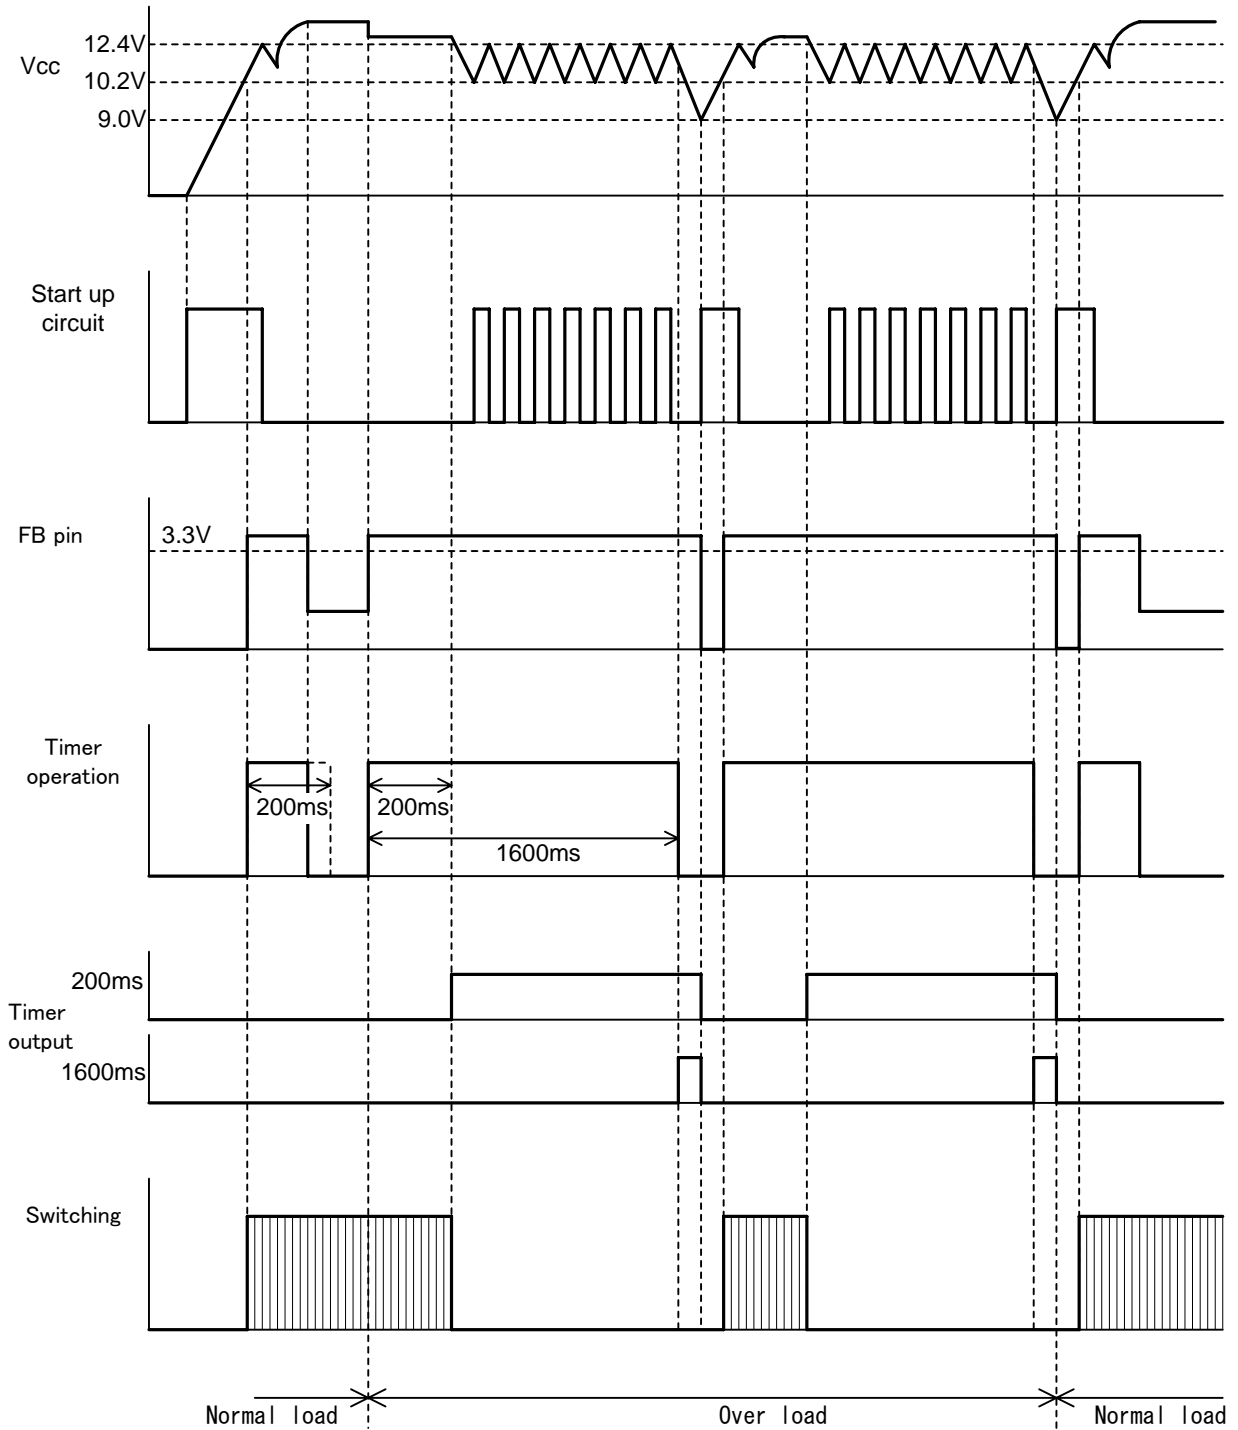 12.4V
Vcc
10.2V
9.0V
Start up
circuit
FB pin
3.3V
Timer
operation
200ms
200ms
1600ms
200ms
Timer
output
1600ms
Switching
Normal load
Over load
Normal load